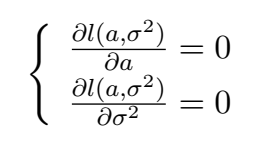 ∂l(a,σ²)/∂a = 0
∂l(a,σ²)/∂σ² = 0